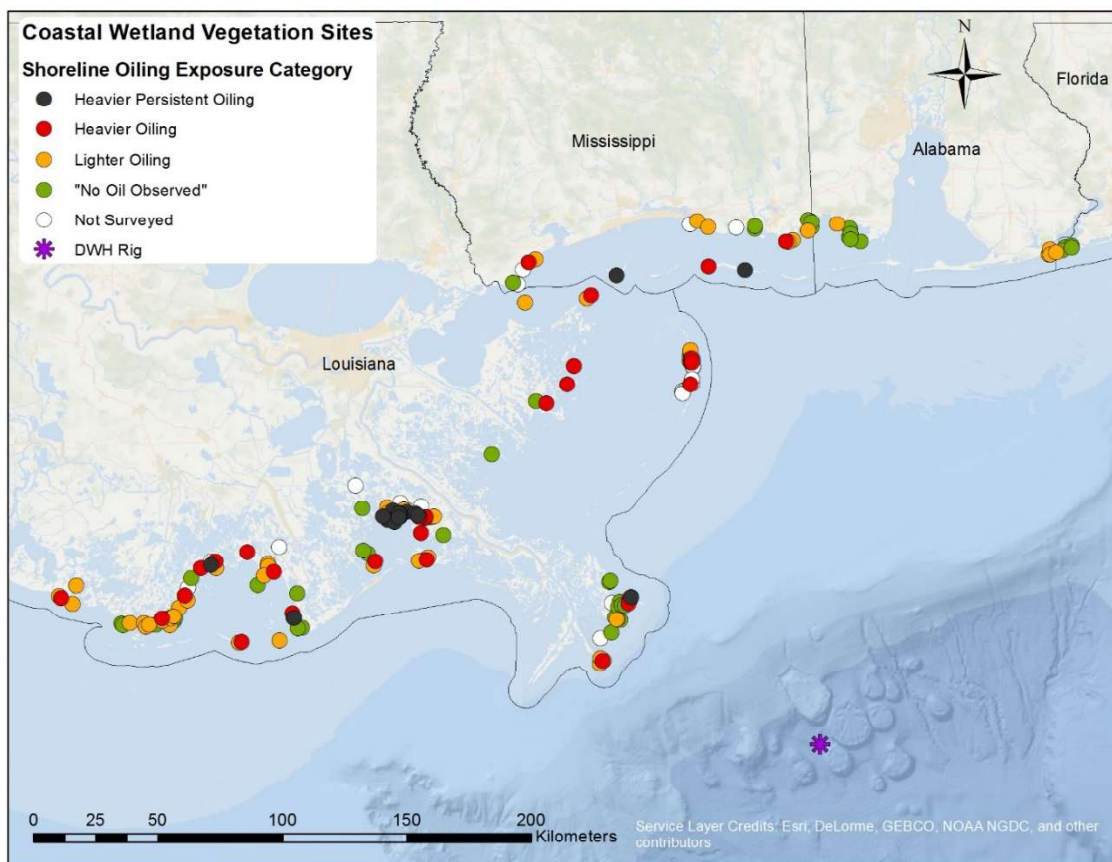 Coastal Wetland Vegetation Sites
Shoreline Oiling Exposure Category
Heavier Persistent Oiling
Heavier Oiling
Lighter Oiling
"No Oil Observed"
Not Surveyed
DWH Rig
N
Florida
Mississippi
Alabama
Louisiana
0 50 100 150 200
Kilometers
Service Layer Credits: Esri, DeLorme, GEBCO, NOAA NGDC, and other
contributors